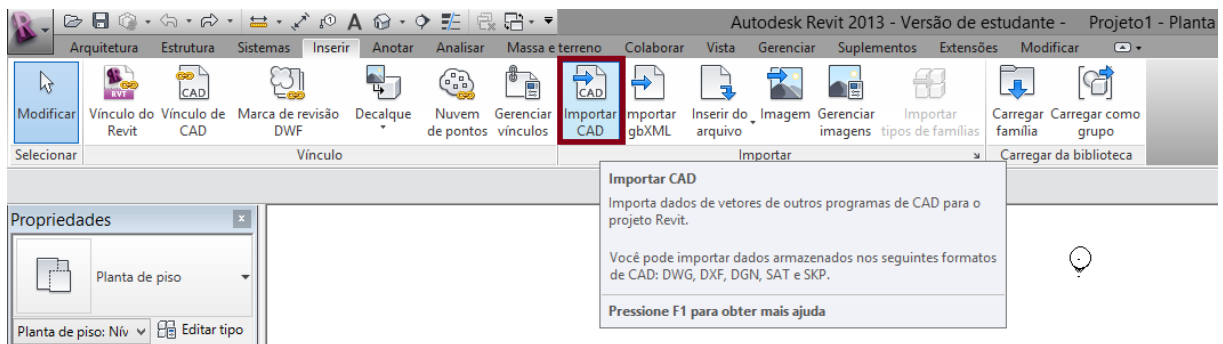 Autodesk Revit 2013 - Versão de estudante - Projeto1 - Planta
Arquitetura Estrutura Sistemas Inserir Anotar Analisar Massa e terreno Colaborar Vista Gerenciar Suplementos Extensões Modificar
RVT CAD CAD
Modificar Vínculo do Vínculo de Marca de revisão Decalque Nuvem Gerenciar Importar mportar Inserir do Imagem Gerenciar Importar Carregar Carregar como
Revit CAD DWF de pontos vínculos CAD gbXML arquivo imagens tipos de famílias família grupo
Selecionar Vínculo Importar Carregar da biblioteca
Importar CAD
Importa dados de vetores de outros programas de CAD para o
projeto Revit.
Você pode importar dados armazenados nos seguintes formatos
de CAD: DWG, DXF, DGN, SAT e SKP.
Pressione F1 para obter mais ajuda
Propriedades
Planta de piso
Planta de piso: Nív Editar tipo